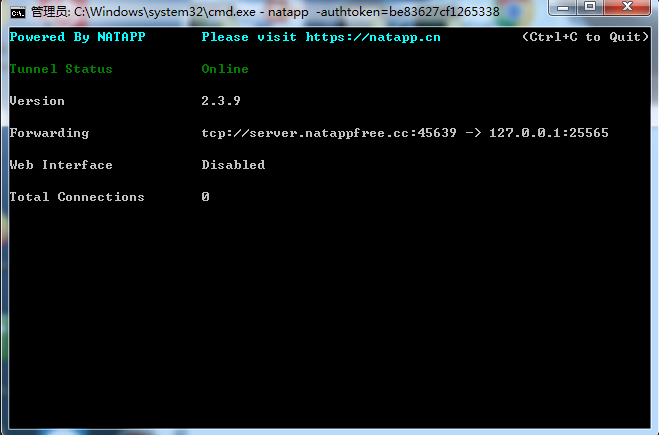 管理员: C:\Windows\system32\cmd.exe - natapp  -authtoken=be83627cf1265338
Powered By NATAPP Please visit https://natapp.cn (Ctrl+C to Quit)
Tunnel Status Online
Version 2.3.9
Forwarding tcp://server.natappfree.cc:45639 -> 127.0.0.1:25565
Web Interface Disabled
Total Connections 0